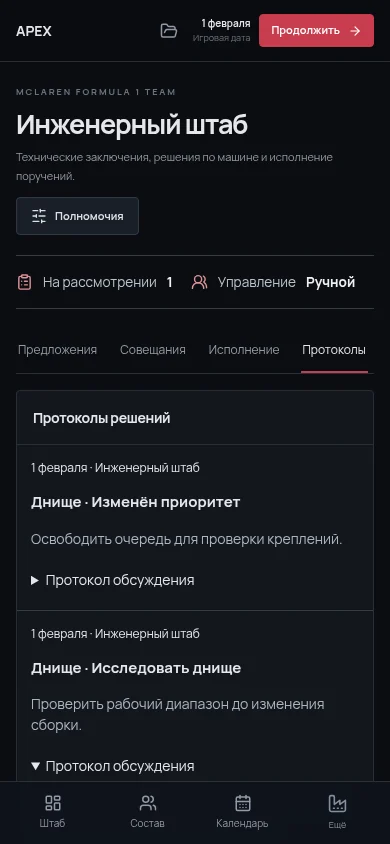 APEX
1 февраля
Игровая дата
Продолжить
MCLAREN FORMULA 1 TEAM
Инженерный штаб
Технические заключения, решения по машине и исполнение
поручений.
Полномочия
На рассмотрении 1 Управление Ручной
Предложения Совещания Исполнение Протоколы
Протоколы решений
1 февраля · Инженерный штаб
Днище · Изменён приоритет
Освободить очередь для проверки креплений.
Протокол обсуждения
1 февраля · Инженерный штаб
Днище · Исследовать днище
Проверить рабочий диапазон до изменения
сборки.
Протокол обсуждения
Штаб Состав Календарь Ещё